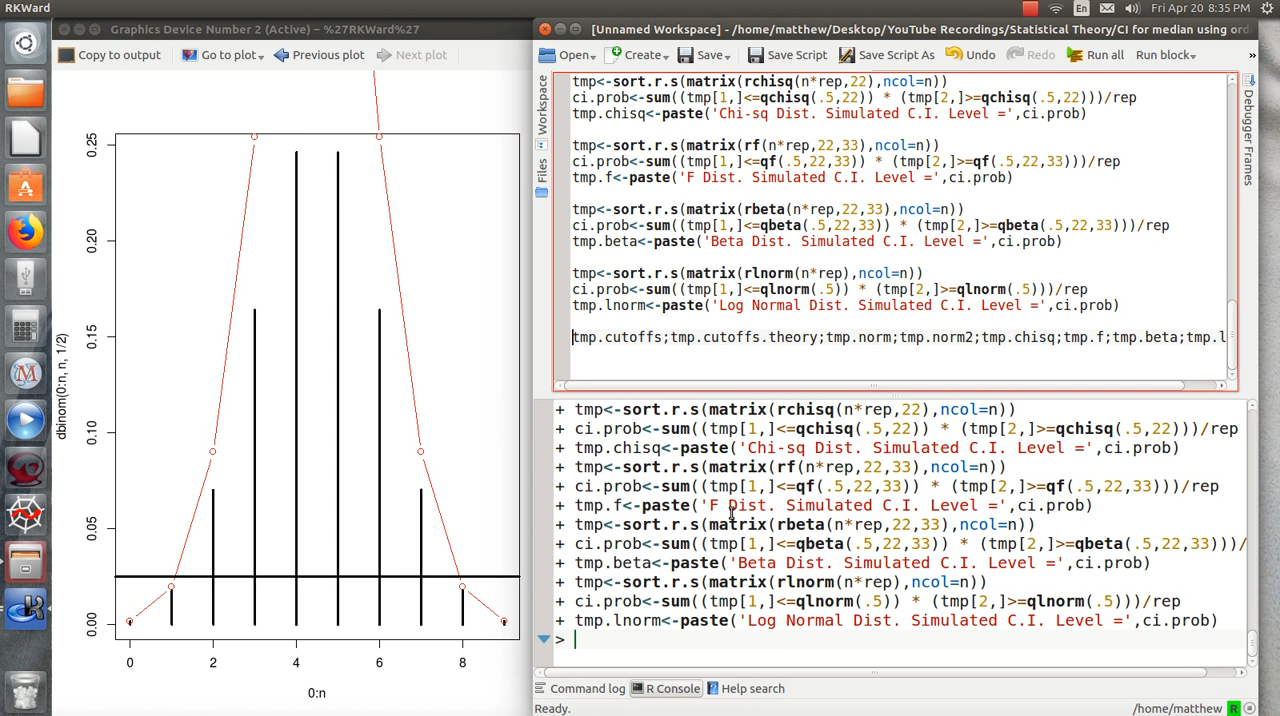 RKWard
En
Fri Apr 20 8:35 PM
Graphics Device Number 2 (Active) – %27RKWard%27
[Unnamed Workspace] - /home/matthew/Desktop/YouTube Recordings/Statistical Theory/CI for median using ord
Copy to output
Go to plot
Previous plot
Next plot
Open
Create
Save
Save Script
Save Script As
Undo
Redo
Run all
Run block
»
Workspace
Files
Debugger Frames
tmp<-sort.r.s(matrix(rchisq(n*rep,22),ncol=n))
ci.prob<-sum((tmp[1,]<=qchisq(.5,22)) * (tmp[2,]>=qchisq(.5,22)))/rep
tmp.chisq<-paste('Chi-sq Dist. Simulated C.I. Level =',ci.prob)
tmp<-sort.r.s(matrix(rf(n*rep,22,33),ncol=n))
ci.prob<-sum((tmp[1,]<=qf(.5,22,33)) * (tmp[2,]>=qf(.5,22,33)))/rep
tmp.f<-paste('F Dist. Simulated C.I. Level =',ci.prob)
tmp<-sort.r.s(matrix(rbeta(n*rep,22,33),ncol=n))
ci.prob<-sum((tmp[1,]<=qbeta(.5,22,33)) * (tmp[2,]>=qbeta(.5,22,33)))/rep
tmp.beta<-paste('Beta Dist. Simulated C.I. Level =',ci.prob)
tmp<-sort.r.s(matrix(rlnorm(n*rep),ncol=n))
ci.prob<-sum((tmp[1,]<=qlnorm(.5)) * (tmp[2,]>=qlnorm(.5)))/rep
tmp.lnorm<-paste('Log Normal Dist. Simulated C.I. Level =',ci.prob)
tmp.cutoffs;tmp.cutoffs.theory;tmp.norm;tmp.norm2;tmp.chisq;tmp.f;tmp.beta;tmp.l
+ tmp<-sort.r.s(matrix(rchisq(n*rep,22),ncol=n))
+ ci.prob<-sum((tmp[1,]<=qchisq(.5,22)) * (tmp[2,]>=qchisq(.5,22)))/rep
+ tmp.chisq<-paste('Chi-sq Dist. Simulated C.I. Level =',ci.prob)
+ tmp<-sort.r.s(matrix(rf(n*rep,22,33),ncol=n))
+ ci.prob<-sum((tmp[1,]<=qf(.5,22,33)) * (tmp[2,]>=qf(.5,22,33)))/rep
+ tmp.f<-paste('F Dist. Simulated C.I. Level =',ci.prob)
+ tmp<-sort.r.s(matrix(rbeta(n*rep,22,33),ncol=n))
+ ci.prob<-sum((tmp[1,]<=qbeta(.5,22,33)) * (tmp[2,]>=qbeta(.5,22,33)))/
+ tmp.beta<-paste('Beta Dist. Simulated C.I. Level =',ci.prob)
+ tmp<-sort.r.s(matrix(rlnorm(n*rep),ncol=n))
+ ci.prob<-sum((tmp[1,]<=qlnorm(.5)) * (tmp[2,]>=qlnorm(.5)))/rep
+ tmp.lnorm<-paste('Log Normal Dist. Simulated C.I. Level =',ci.prob)
>
dbinom(0:n, n, 1/2)
0.25
0.20
0.15
0.10
0.05
0.00
0 2 4 6 8
0:n
Command log
R Console
Help search
Ready.
/home/matthew
R